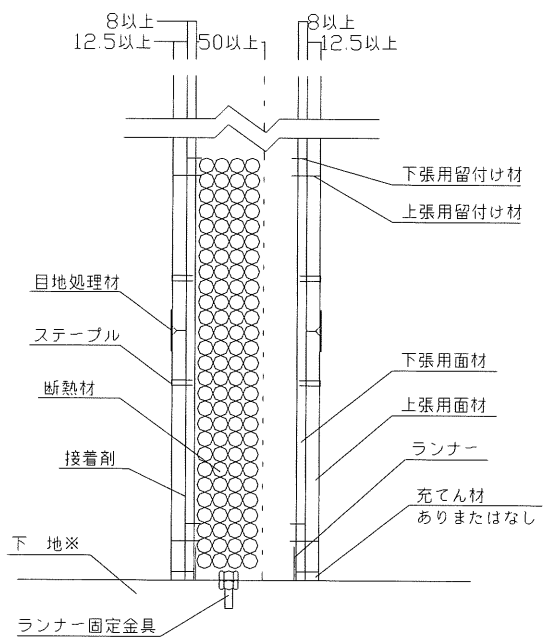 8以上
12.5以上
50以上
8以上
12.5以上
下張用留付け材
上張用留付け材
目地処理材
ステープル
断熱材
接着剤
下張用面材
上張用面材
ランナー
充てん材
ありまたはなし
下 地※
ランナー固定金具